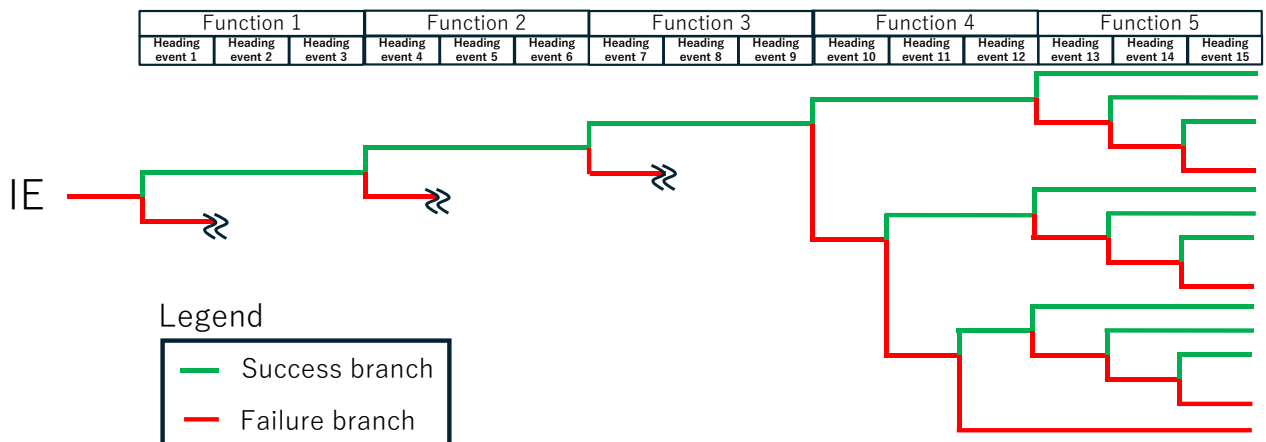 Function 1 Function 2 Function 3 Function 4 Function 5
Heading event 1 Heading event 2 Heading event 3 Heading event 4 Heading event 5 Heading event 6 Heading event 7 Heading event 8 Heading event 9 Heading event 10 Heading event 11 Heading event 12 Heading event 13 Heading event 14 Heading event 15
IE
Legend
Success branch
Failure branch